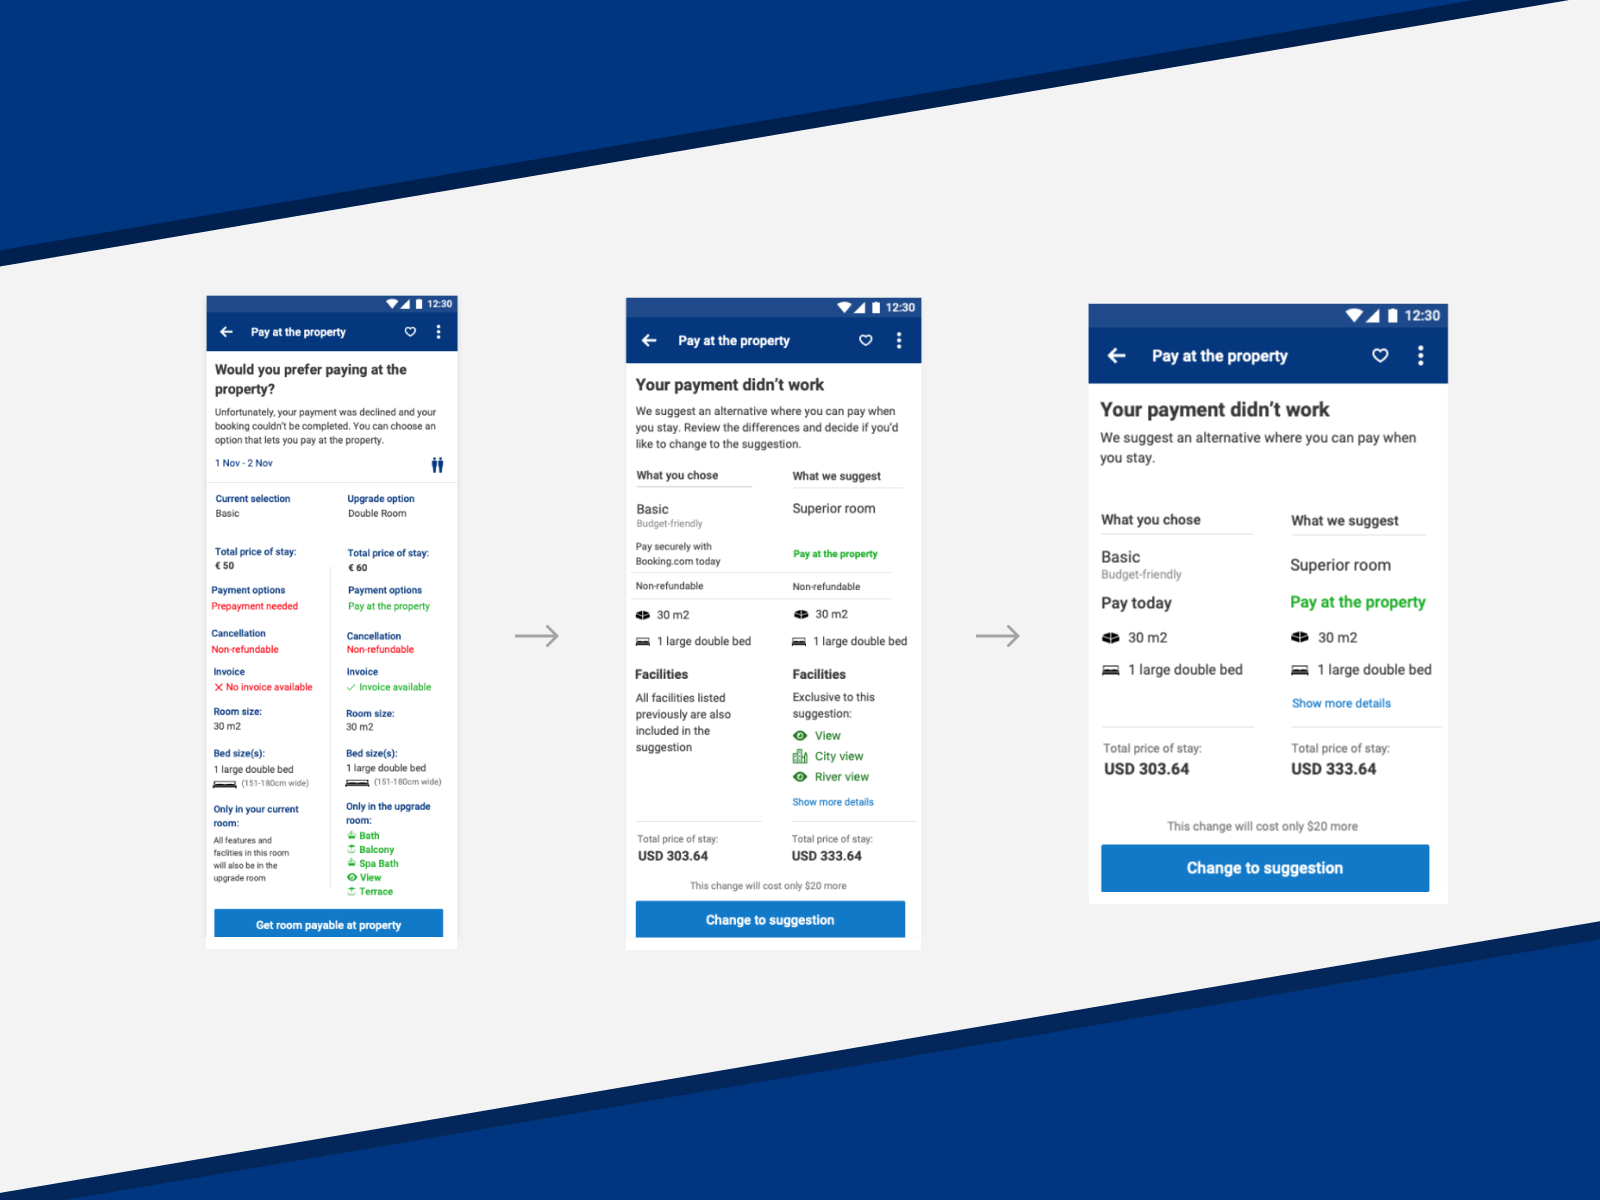 12:30
Pay at the property
Would you prefer paying at the
property?
Unfortunately, your payment was declined and your
booking couldn't be completed. You can choose an
option that lets you pay at the property.
1 Nov - 2 Nov
Current selection
Basic
Upgrade option
Double Room
Total price of stay:
€ 50
Total price of stay:
€ 60
Payment options
Prepayment needed
Payment options
Pay at the property
Cancellation
Non-refundable
Cancellation
Non-refundable
Invoice
No invoice available
Invoice
Invoice available
Room size:
30 m2
Room size:
30 m2
Bed size(s):
1 large double bed
(151-180cm wide)
Bed size(s):
1 large double bed
(151-180cm wide)
Only in your current
room:
All features and
faclities in this room
will also be in the
upgrade room
Only in the upgrade
room:
Bath
Balcony
Spa Bath
View
Terrace
Get room payable at property
12:30
Pay at the property
Your payment didn't work
We suggest an alternative where you can pay when
you stay. Review the differences and decide if you'd
like to change to the suggestion.
What you chose
What we suggest
Basic
Budget-friendly
Superior room
Pay securely with
Booking.com today
Pay at the property
Non-refundable
Non-refundable
30 m2
30 m2
1 large double bed
1 large double bed
Facilities
All facilities listed
previously are also
included in the
suggestion
Facilities
Exclusive to this
suggestion:
View
City view
River view
Show more details
Total price of stay:
USD 303.64
Total price of stay:
USD 333.64
This change will cost only $20 more
Change to suggestion
12:30
Pay at the property
Your payment didn't work
We suggest an alternative where you can pay when
you stay.
What you chose
What we suggest
Basic
Budget-friendly
Superior room
Pay today
Pay at the property
30 m2
30 m2
1 large double bed
1 large double bed
Show more details
Total price of stay:
USD 303.64
Total price of stay:
USD 333.64
This change will cost only $20 more
Change to suggestion